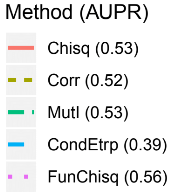 Method (AUPR)
Chisq (0.53)
Corr (0.52)
MutI (0.53)
CondEtrp (0.39)
FunChisq (0.56)